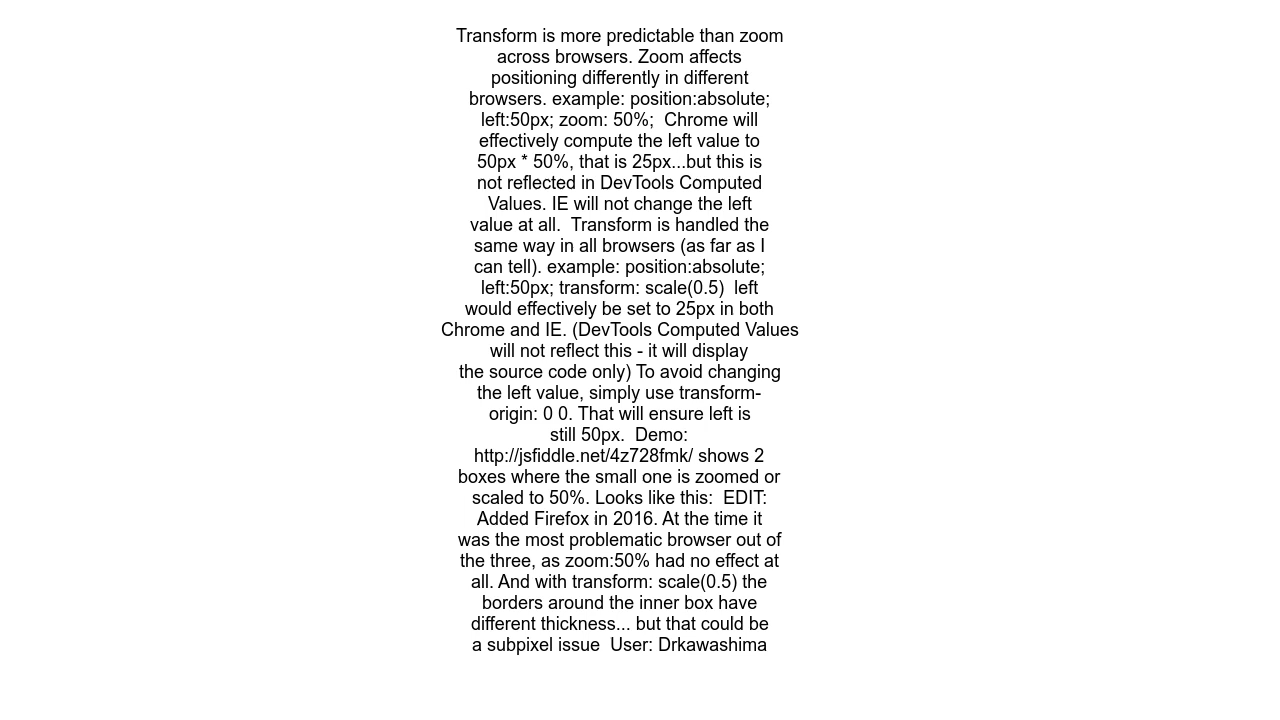 Transform is more predictable than zoom
across browsers. Zoom affects
positioning differently in different
browsers. example: position:absolute;
left:50px; zoom: 50%;  Chrome will
effectively compute the left value to
50px * 50%, that is 25px...but this is
not reflected in DevTools Computed
Values. IE will not change the left
value at all.  Transform is handled the
same way in all browsers (as far as I
can tell). example: position:absolute;
left:50px; transform: scale(0.5)  left
would effectively be set to 25px in both
Chrome and IE. (DevTools Computed Values
will not reflect this - it will display
the source code only) To avoid changing
the left value, simply use transform-
origin: 0 0. That will ensure left is
still 50px.  Demo:
http://jsfiddle.net/4z728fmk/ shows 2
boxes where the small one is zoomed or
scaled to 50%. Looks like this:  EDIT:
Added Firefox in 2016. At the time it
was the most problematic browser out of
the three, as zoom:50% had no effect at
all. And with transform: scale(0.5) the
borders around the inner box have
different thickness... but that could be
a subpixel issue  User: Drkawashima